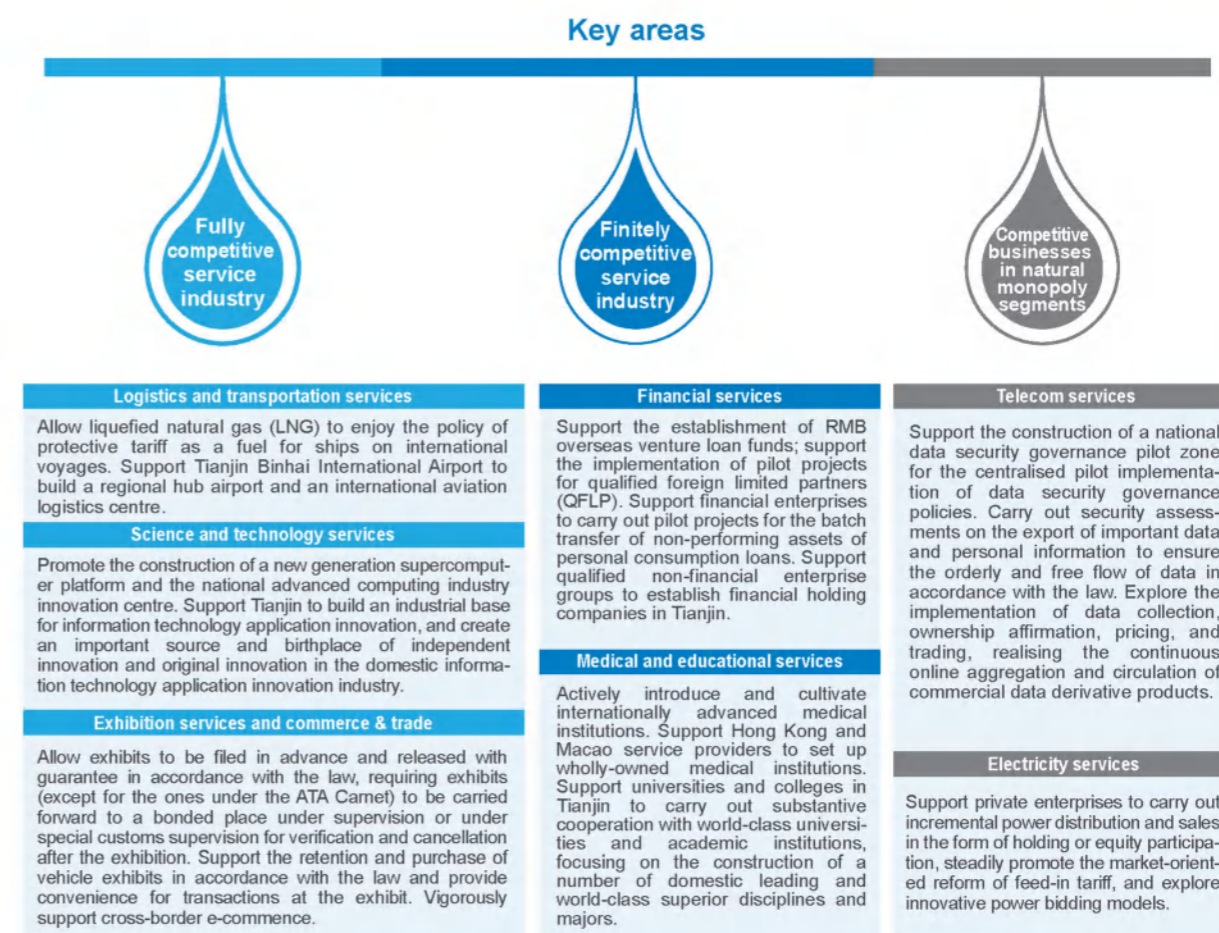 Key areas
Fully
competitive
service
industry
Finitely
competitive
service
industry
Competitive
businesses
in natural
monopoly
segments
Logistics and transportation services
Allow liquefied natural gas (LNG) to enjoy the policy of
protective tariff as a fuel for ships on international
voyages. Support Tianjin Binhai International Airport to
build a regional hub airport and an international aviation
logistics centre.
Science and technology services
Promote the construction of a new generation supercomput-
er platform and the national advanced computing industry
innovation centre. Support Tianjin to build an industrial base
for information technology application innovation, and create
an important source and birthplace of independent
innovation and original innovation in the domestic informa-
tion technology application innovation industry.
Exhibition services and commerce & trade
Allow exhibits to be filed in advance and released with
guarantee in accordance with the law, requiring exhibits
(except for the ones under the ATA Carnet) to be carried
forward to a bonded place under supervision or under
special customs supervision for verification and cancellation
after the exhibition. Support the retention and purchase of
vehicle exhibits in accordance with the law and provide
convenience for transactions at the exhibit. Vigorously
support cross-border e-commence.
Financial services
Support the establishment of RMB
overseas venture loan funds; support
the implementation of pilot projects
for qualified foreign limited partners
(QFLP). Support financial enterprises
to carry out pilot projects for the batch
transfer of non-performing assets of
personal consumption loans. Support
qualified non-financial enterprise
groups to establish financial holding
companies in Tianjin.
Medical and educational services
Actively introduce and cultivate
internationally advanced medical
institutions. Support Hong Kong and
Macao service providers to set up
wholly-owned medical institutions.
Support universities and colleges in
Tianjin to carry out substantive
cooperation with world-class universi-
ties and academic institutions,
focusing on the construction of a
number of domestic leading and
world-class superior disciplines and
majors.
Telecom services
Support the construction of a national
data security governance pilot zone
for the centralised pilot implementa-
tion of data security governance
policies. Carry out security assess-
ments on the export of important data
and personal information to ensure
the orderly and free flow of data in
accordance with the law. Explore the
implementation of data collection,
ownership affirmation, pricing, and
trading, realising the continuous
online aggregation and circulation of
commercial data derivative products.
Electricity services
Support private enterprises to carry out
incremental power distribution and sales
in the form of holding or equity participa-
tion, steadily promote the market-orient-
ed reform of feed-in tariff, and explore
innovative power bidding models.